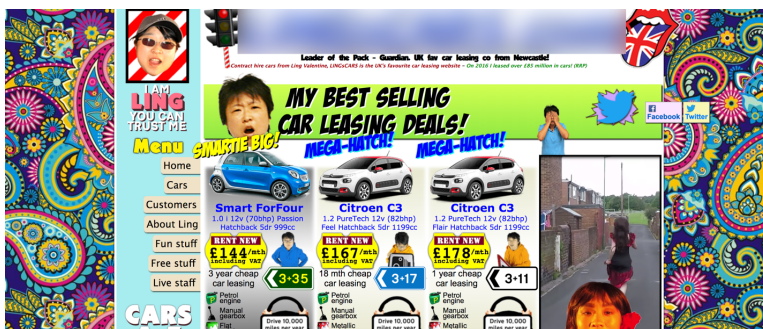 Leader of the Pack - Guardian. UK fav car leasing co from Newcastle!
Contract hire cars from Ling Valentine, LINGsCARS is the UK's favourite car leasing website - On 2016 I leased over £85 million in cars! (RRP)
I AM
LING
YOU CAN
TRUST ME
Menu
Home
Cars
Customers
About Ling
Fun stuff
Free stuff
Live staff
CARS
MY BEST SELLING
CAR LEASING DEALS!
Facebook
Twitter
SMARTIE BIG!
Smart ForFour
1.0 i 12v (70bhp) Passion
Hatchback 5dr 999cc
RENT NEW
£144/mth
including VAT
3 year cheap
car leasing
3+35
Petrol
engine
Manual
gearbox
Flat
Drive 10,000
miles per year
MEGA-HATCH!
Citroen C3
1.2 PureTech 12v (82bhp)
Feel Hatchback 5dr 1199cc
RENT NEW
£167/mth
including VAT
18 mth cheap
car leasing
3+17
Petrol
engine
Manual
gearbox
Metallic
Drive 10,000
miles per year
MEGA-HATCH!
Citroen C3
1.2 PureTech 12v (82bhp)
Flair Hatchback 5dr 1199cc
RENT NEW
£178/mth
including VAT
1 year cheap
car leasing
3+11
Petrol
engine
Manual
gearbox
Metallic
Drive 10,000
miles per year